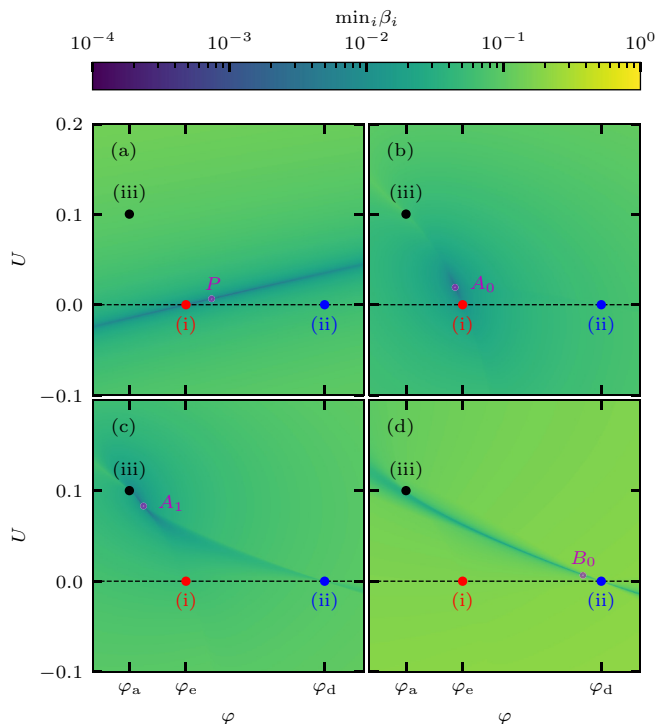 min_i β_i
10^−4 10^−3 10^−2 10^−1 10^0
(a) (b)
0.2
(iii) (iii)
0.1
U
P A_0
0.0
(i) (ii) (i) (ii)
−0.1
(c) (d)
(iii) (iii)
0.1
A_1
U
B_0
0.0
(i) (ii) (i) (ii)
−0.1
φ_a φ_e φ_d φ_a φ_e φ_d
φ φ